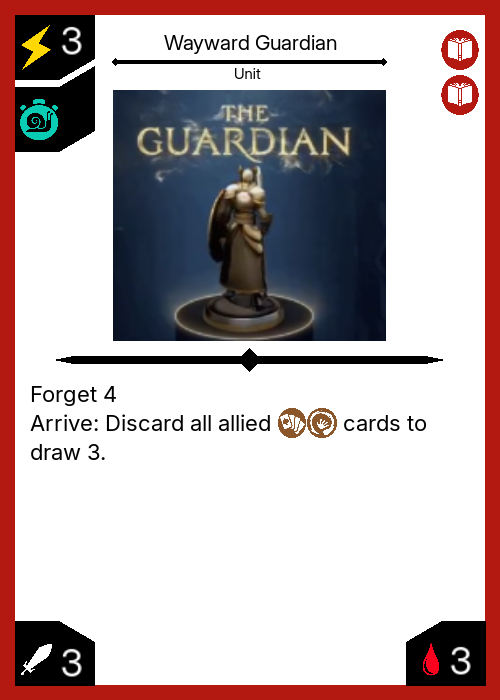 3
Wayward Guardian
Unit
THE
GUARDIAN
Forget 4
Arrive: Discard all allied cards to
draw 3.
3
3